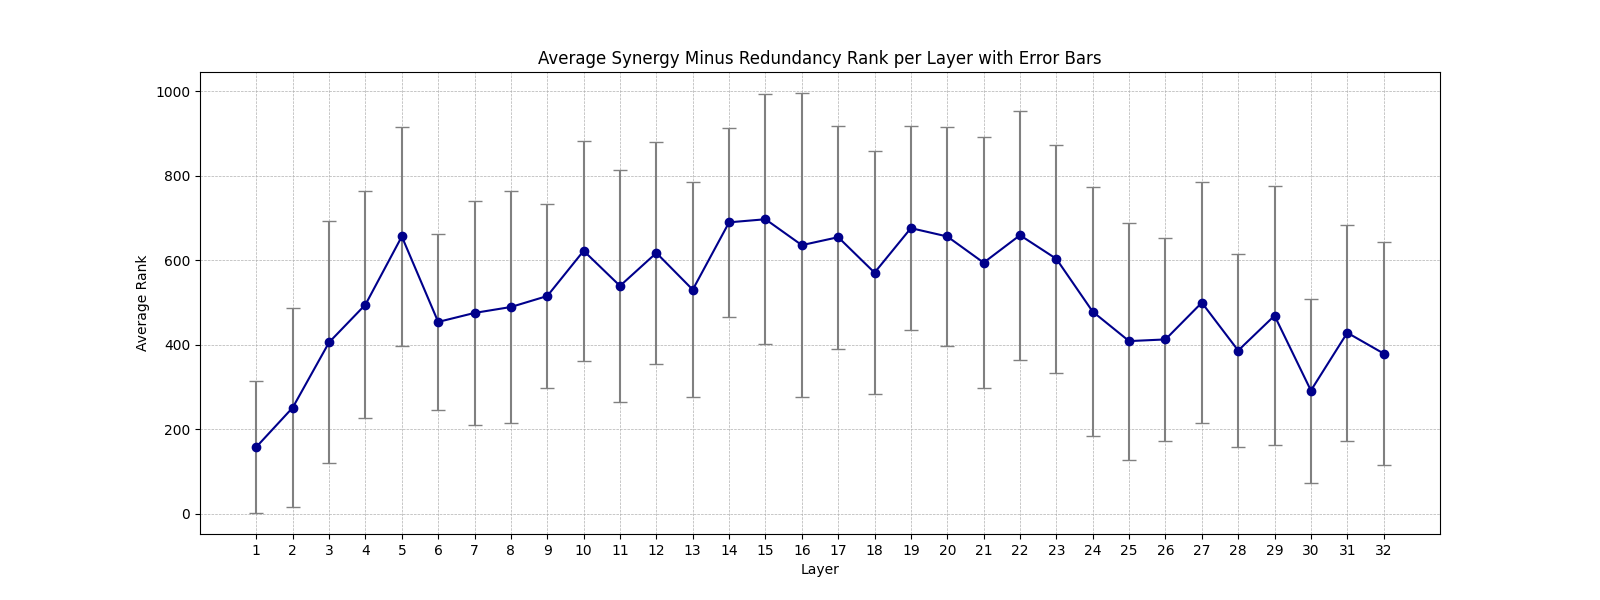 Average Synergy Minus Redundancy Rank per Layer with Error Bars
1000
800
600
400
200
0
Average Rank
1 2 3 4 5 6 7 8 9 10 11 12 13 14 15 16 17 18 19 20 21 22 23 24 25 26 27 28 29 30 31 32
Layer